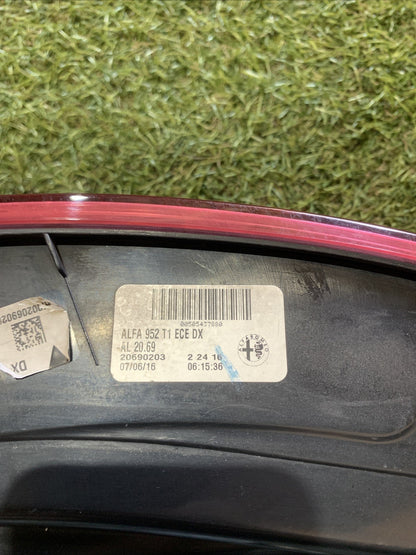 ALFA 952 T1 ECE DX
AL 20.69
20690203 2 24 16
07/06/16 06:15:36
DX